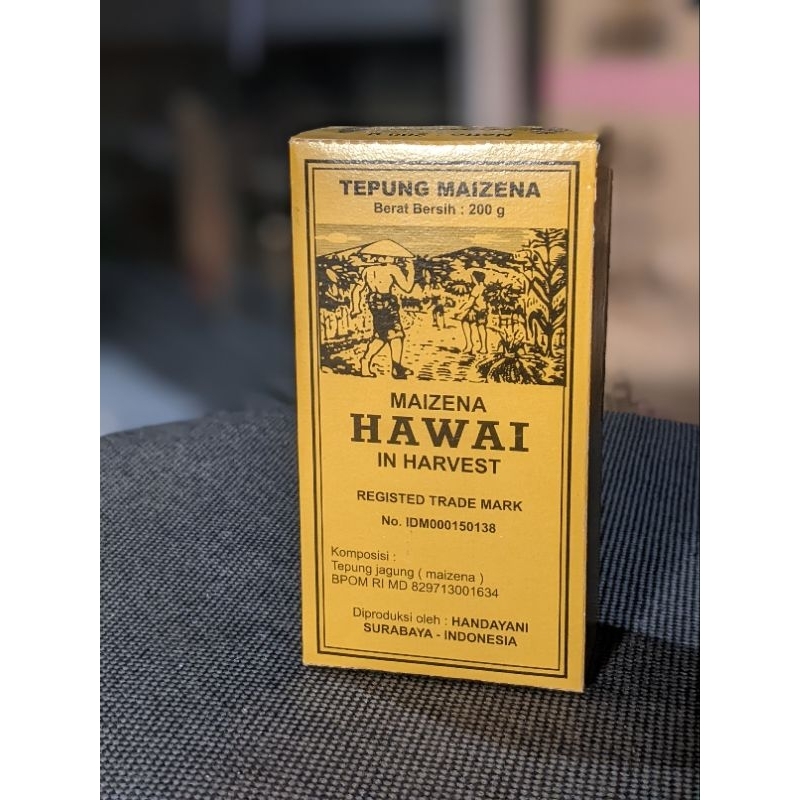 TEPUNG MAIZENA
Berat Bersih : 200 g
MAIZENA
HAWAI
IN HARVEST
REGISTED TRADE MARK
No. IDM000150138
Komposisi :
Tepung jagung ( maizena )
BPOM RI MD 829713001634
Diproduksi oleh : HANDAYANI
SURABAYA - INDONESIA